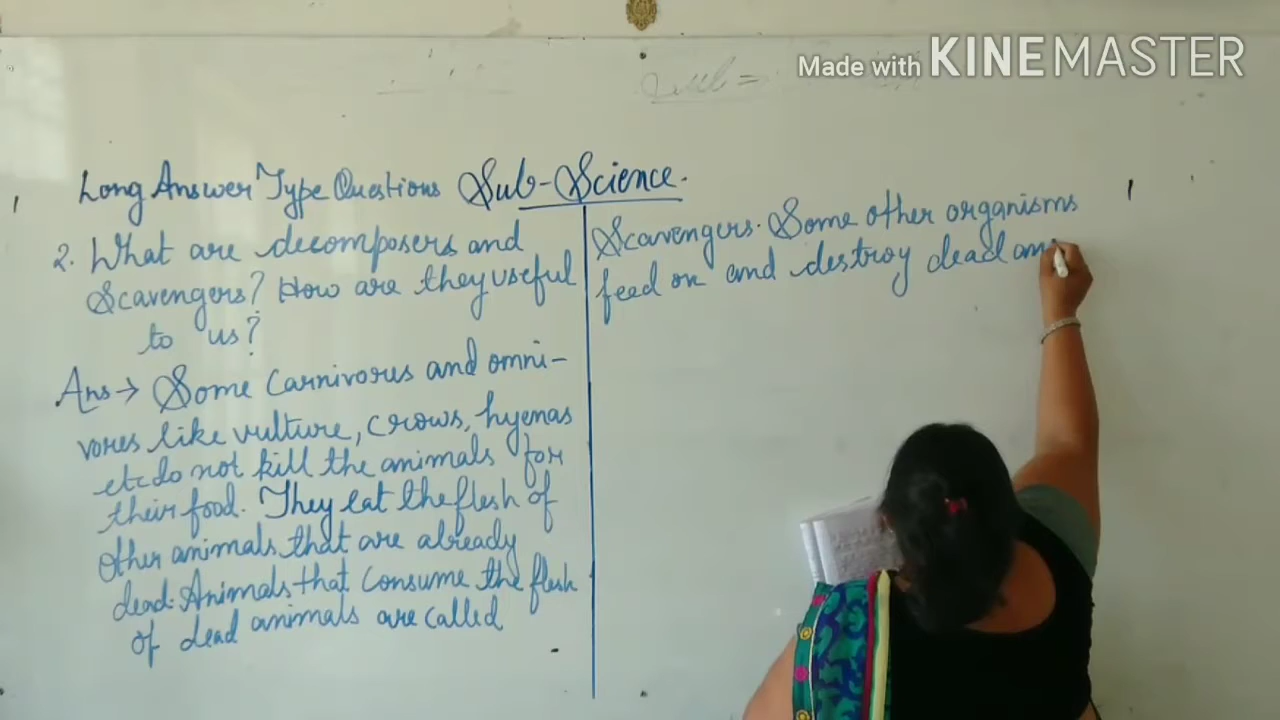 Made with KINEMASTER
Long Answer Type Questions Sub-Science.
2. What are decomposers and
Scavengers? How are they useful
to us?
Ans → Some Carnivorus and omni-
vores like vulture, crows, hyenas
etc do not kill the animals for
their food. They eat the flesh of
other animals that are already
dead. Animals that consume the flesh
of dead animals are called
Scavengers. Some other organisms
feed on and destroy dead ani